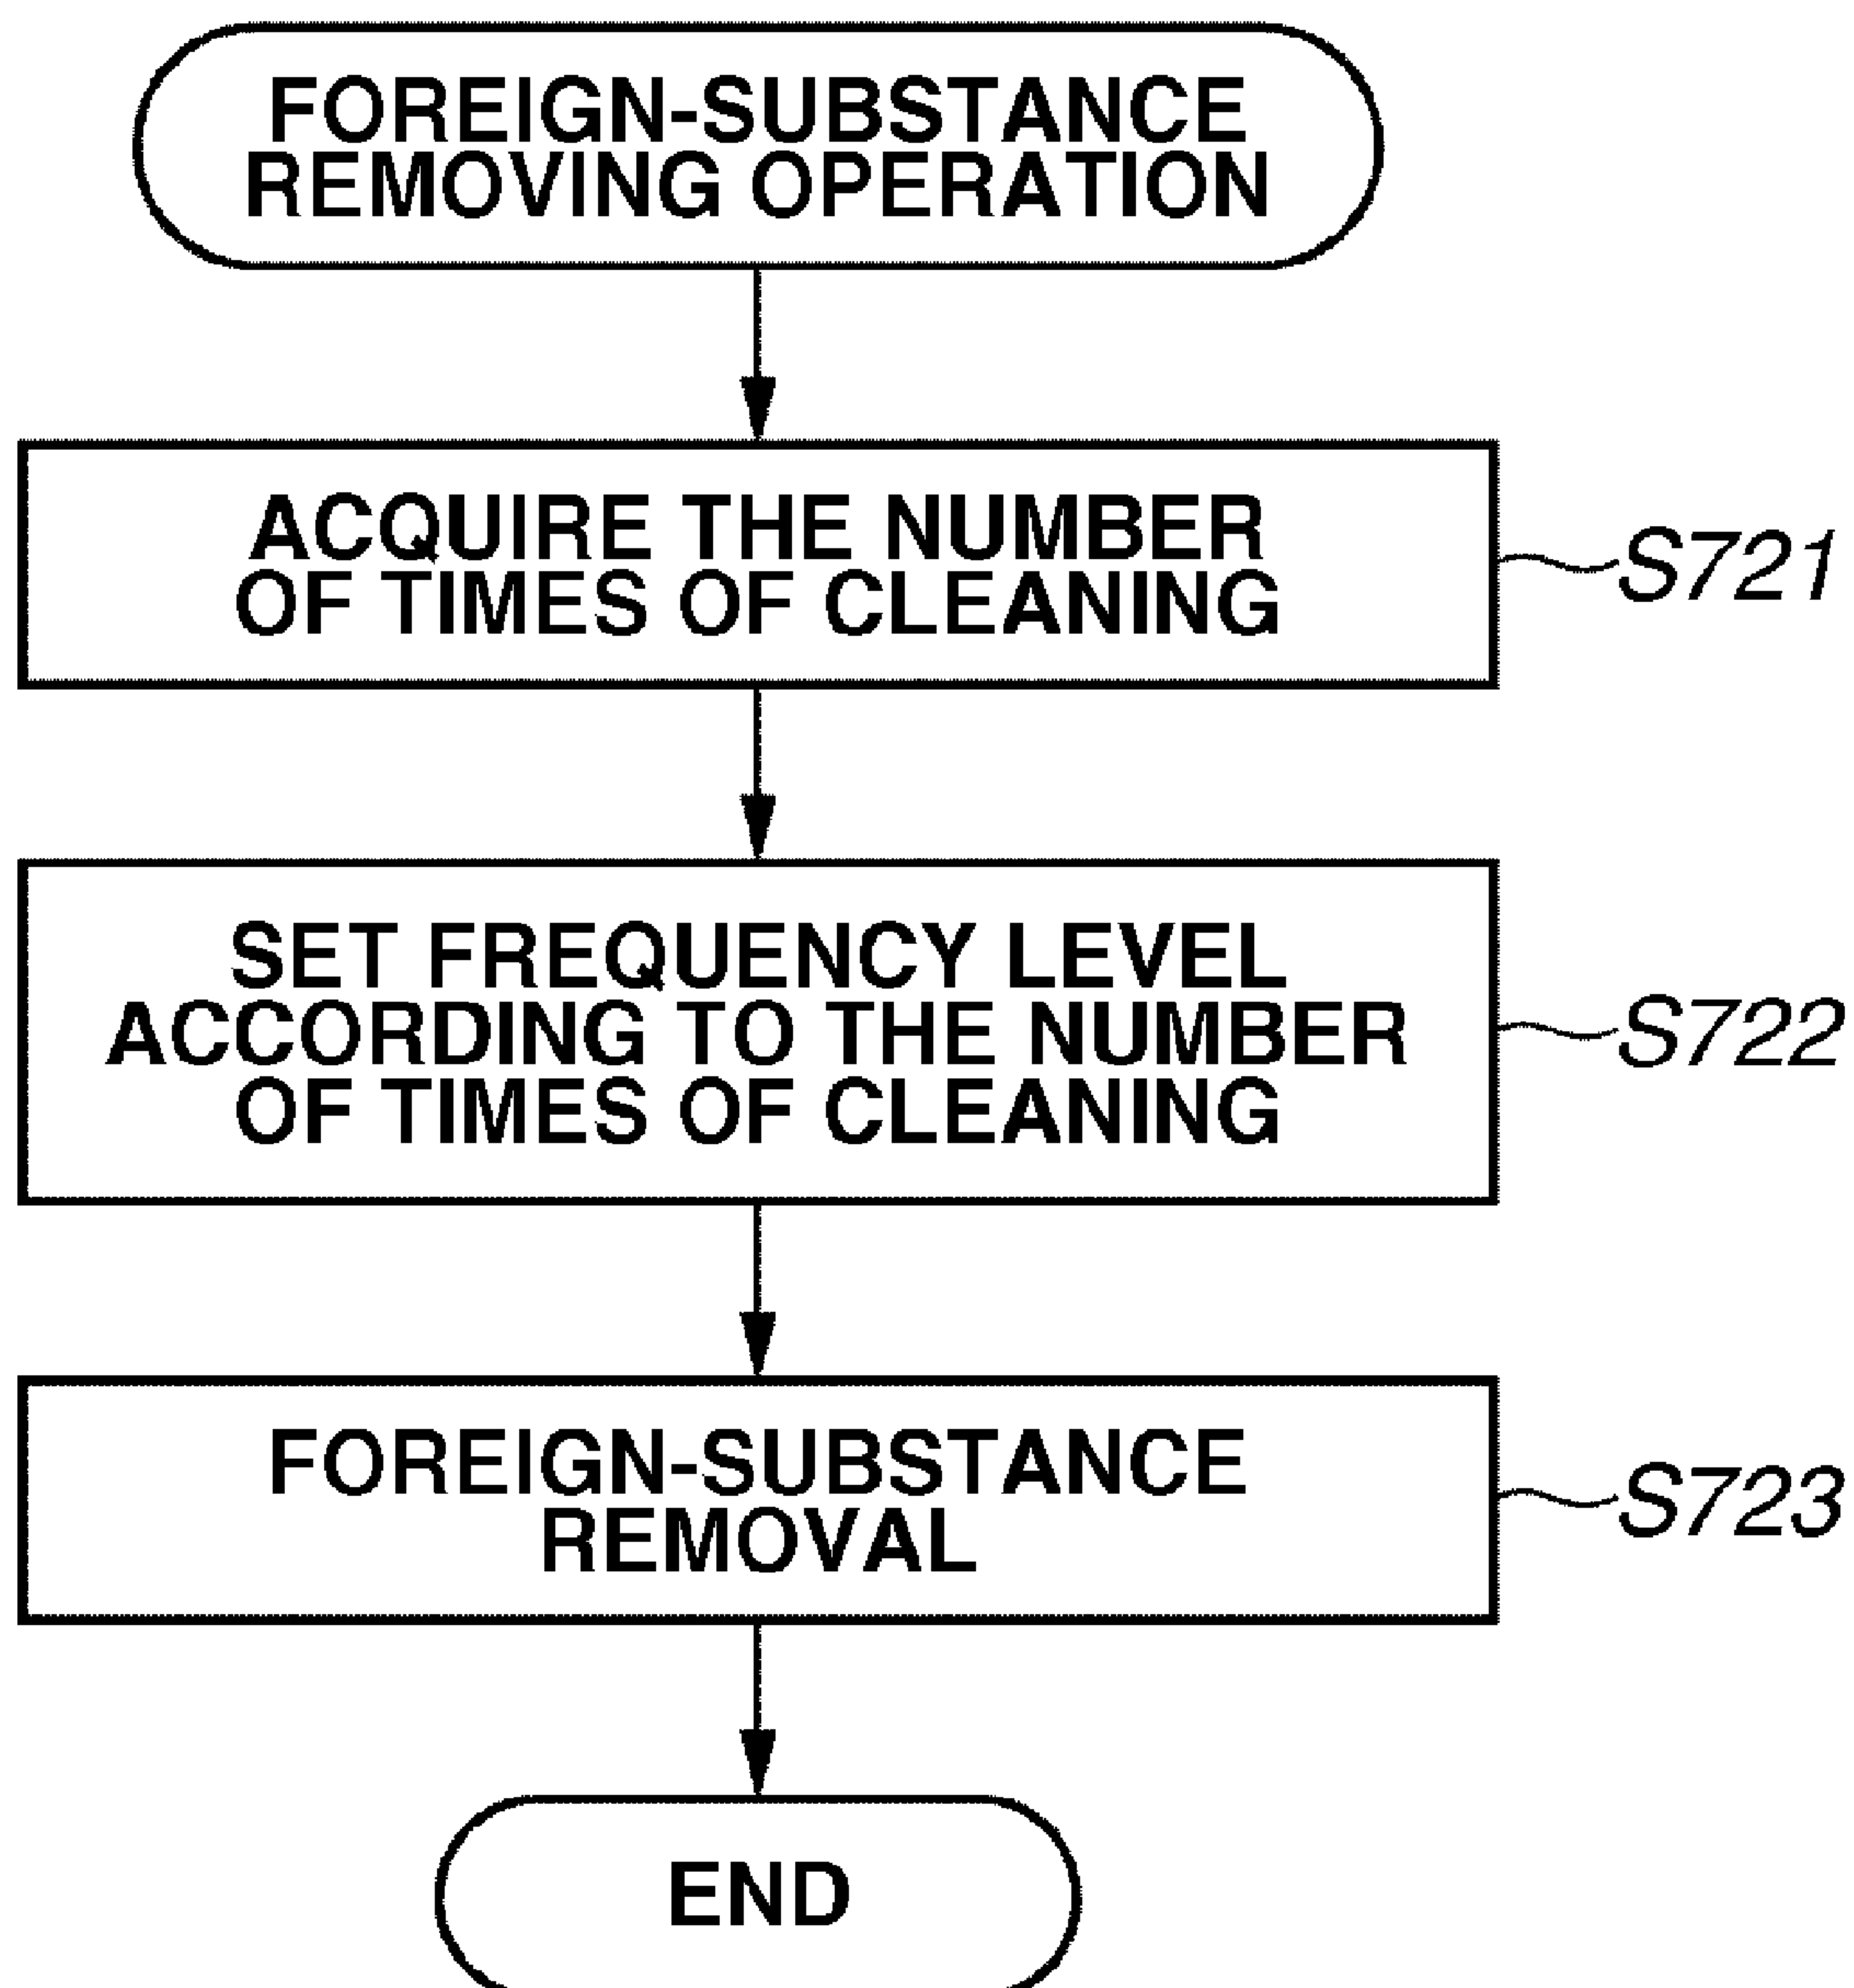 FOREIGN-SUBSTANCE
REMOVING OPERATION
ACQUIRE THE NUMBER
OF TIMES OF CLEANING
S721
SET FREQUENCY LEVEL
ACCORDING TO THE NUMBER
OF TIMES OF CLEANING
S722
FOREIGN-SUBSTANCE
REMOVAL
S723
END